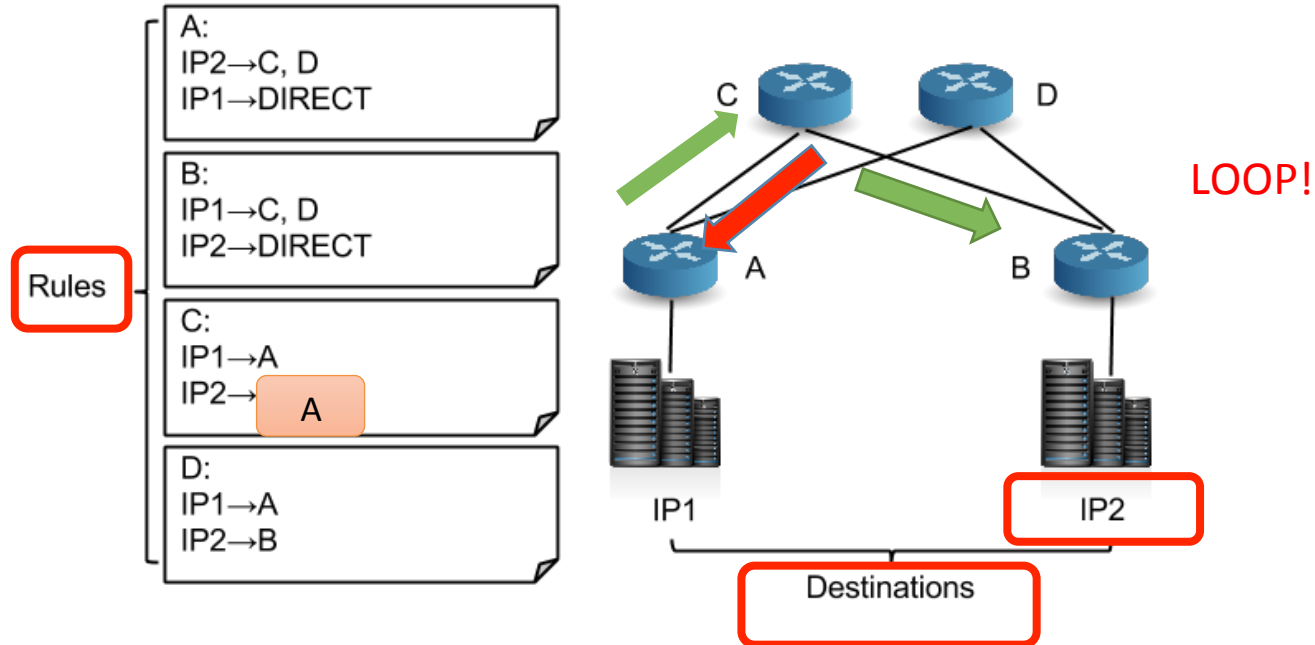 Rules
A:
IP2→C, D
IP1→DIRECT
B:
IP1→C, D
IP2→DIRECT
C:
IP1→A
IP2→ A
D:
IP1→A
IP2→B
C
D
LOOP!
A
B
IP1
IP2
Destinations